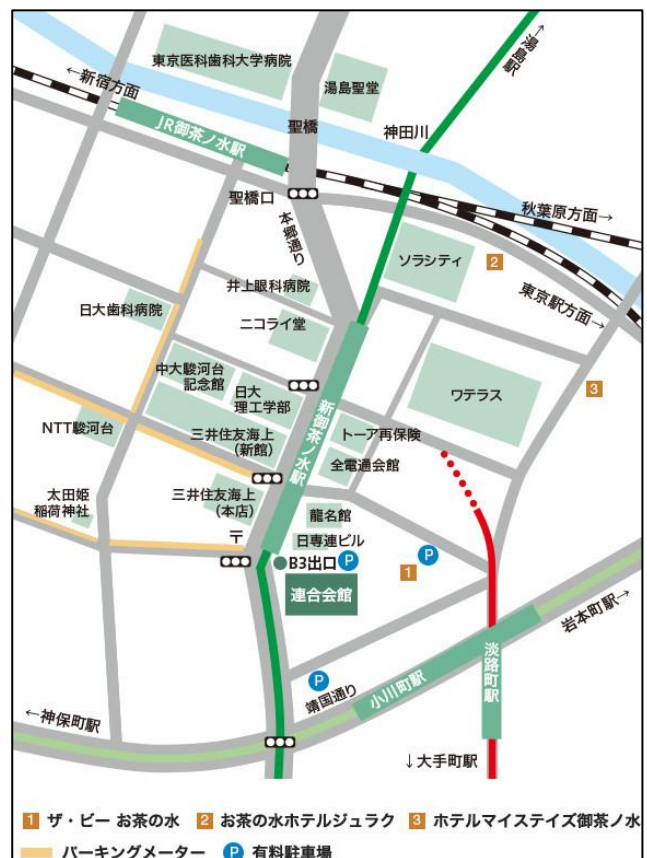 東京医科歯科大学病院
←湯島駅
←新宿方面
湯島聖堂
JR御茶ノ水駅
聖橋
神田川
聖橋口
本郷通り
秋葉原方面→
ソラシティ
2
東京駅方面→
井上眼科病院
日大歯科病院
ニコライ堂
中大駿河台
記念館
日大
理工学部
新御茶ノ水駅
ワテラス
3
NTT駿河台
三井住友海上
(新館)
トーア再保険
全電通会館
太田姫
稲荷神社
三井住友海上
(本店)
龍名館
〒
日専連ビル
B3出口
P
1
P
連合会館
岩本町駅→
淡路町駅
小川町駅
P
靖国通り
←神保町駅
↓大手町駅
1 ザ・ビー お茶の水 2 お茶の水ホテルジュラク 3 ホテルマイステイズ御茶ノ水
パーキングメーター P 有料駐車場